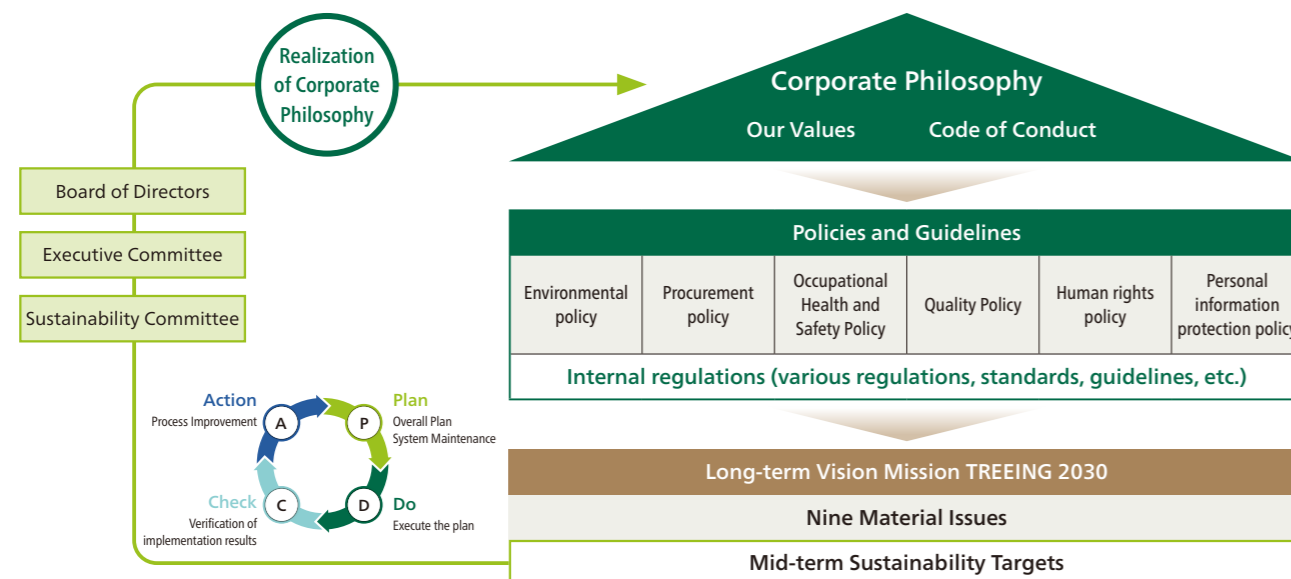 Realization
of Corporate
Philosophy
Board of Directors
Executive Committee
Sustainability Committee
Corporate Philosophy
Our Values
Code of Conduct
Policies and Guidelines
Environmental
policy
Procurement
policy
Occupational
Health and
Safety Policy
Quality Policy
Human rights
policy
Personal
information
protection policy
Internal regulations (various regulations, standards, guidelines, etc.)
Action
Process Improvement
A
P
Plan
Overall Plan
System Maintenance
Check
Verification of
implementation results
C
D
Do
Execute the plan
Long-term Vision Mission TREEING 2030
Nine Material Issues
Mid-term Sustainability Targets